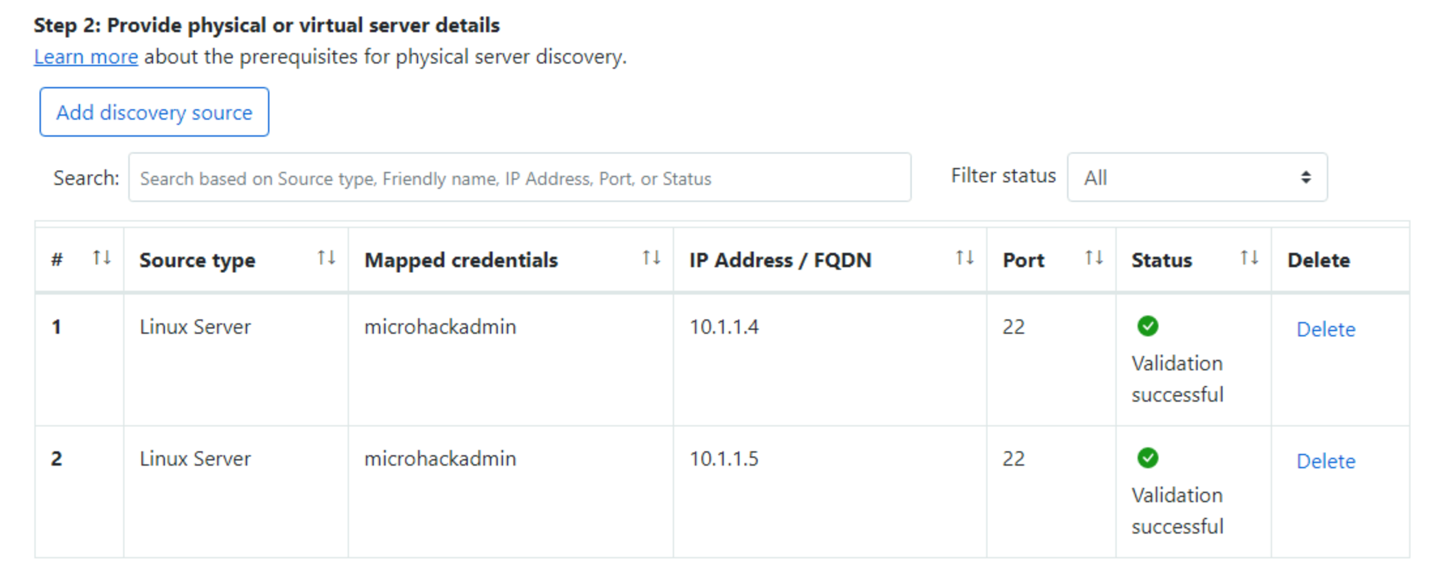 Step 2: Provide physical or virtual server details
Learn more about the prerequisites for physical server discovery.
Add discovery source
Search: Search based on Source type, Friendly name, IP Address, Port, or Status Filter status All
# ↑↓ Source type ↑↓ Mapped credentials ↑↓ IP Address / FQDN ↑↓ Port ↑↓ Status ↑↓ Delete
1 Linux Server microhackadmin 10.1.1.4 22 Delete
Validation
successful
2 Linux Server microhackadmin 10.1.1.5 22 Delete
Validation
successful